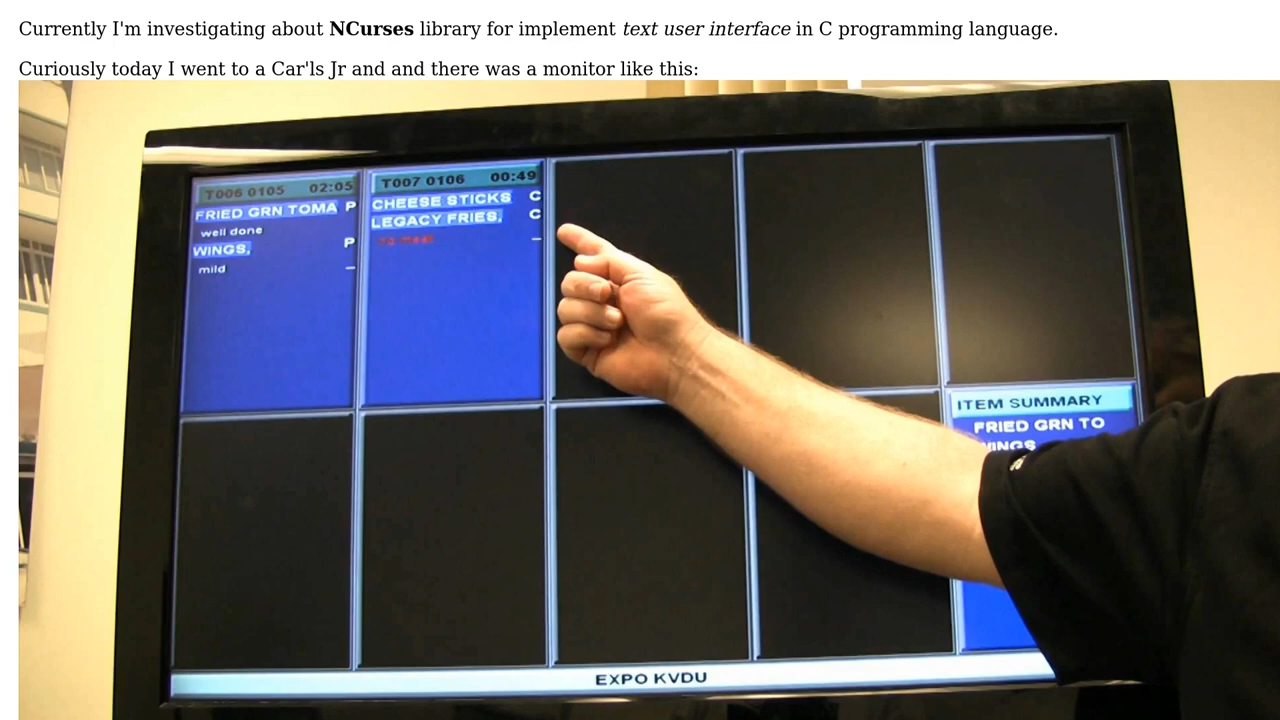 Currently I'm investigating about NCurses library for implement text user interface in C programming language.
Curiously today I went to a Car'ls Jr and and there was a monitor like this:
T006 0105 02:05
FRIED GRN TOMA P
well done
WINGS, P
mild –
T007 0106 00:49
CHEESE STICKS C
LEGACY FRIES, C
–
ITEM SUMMARY
FRIED GRN TO
WINGS
EXPO KVDU